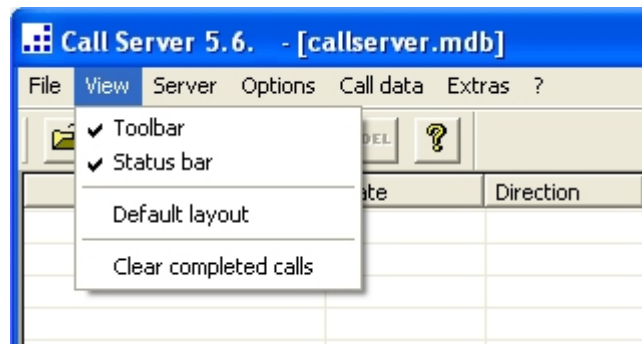 Call Server 5.6. - [callserver.mdb]
File View Server Options Call data Extras ?
Toolbar
DEL ?
Status bar
Direction
Default layout
Clear completed calls